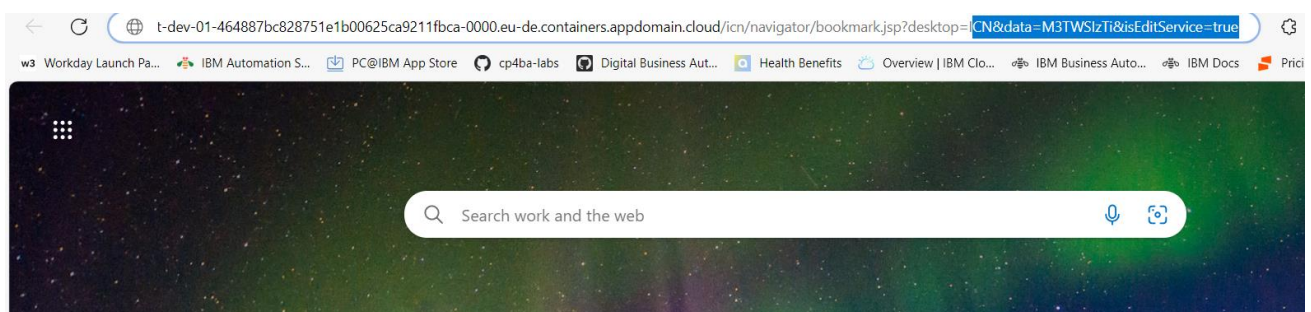 t-dev-01-464887bc828751e1b00625ca9211fbca-0000.eu-de.containers.appdomain.cloud/icn/navigator/bookmark.jsp?desktop=ICN&data=M3TWSIzTi&isEditService=true
w3 Workday Launch Pa... IBM Automation S... PC@IBM App Store cp4ba-labs Digital Business Aut... Health Benefits Overview | IBM Clo... IBM Business Auto... IBM Docs Prici
Search work and the web